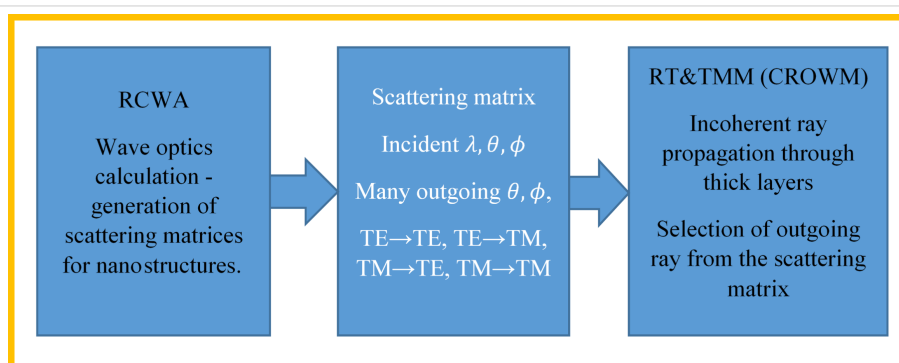 RCWA
Wave optics
calculation -
generation of
scattering matrices
for nanostructures.
Scattering matrix
Incident λ, θ, ϕ
Many outgoing θ, ϕ,
TE→TE, TE→TM,
TM→TE, TM→TM
RT&TMM (CROWM)
Incoherent ray
propagation through
thick layers
Selection of outgoing
ray from the scattering
matrix